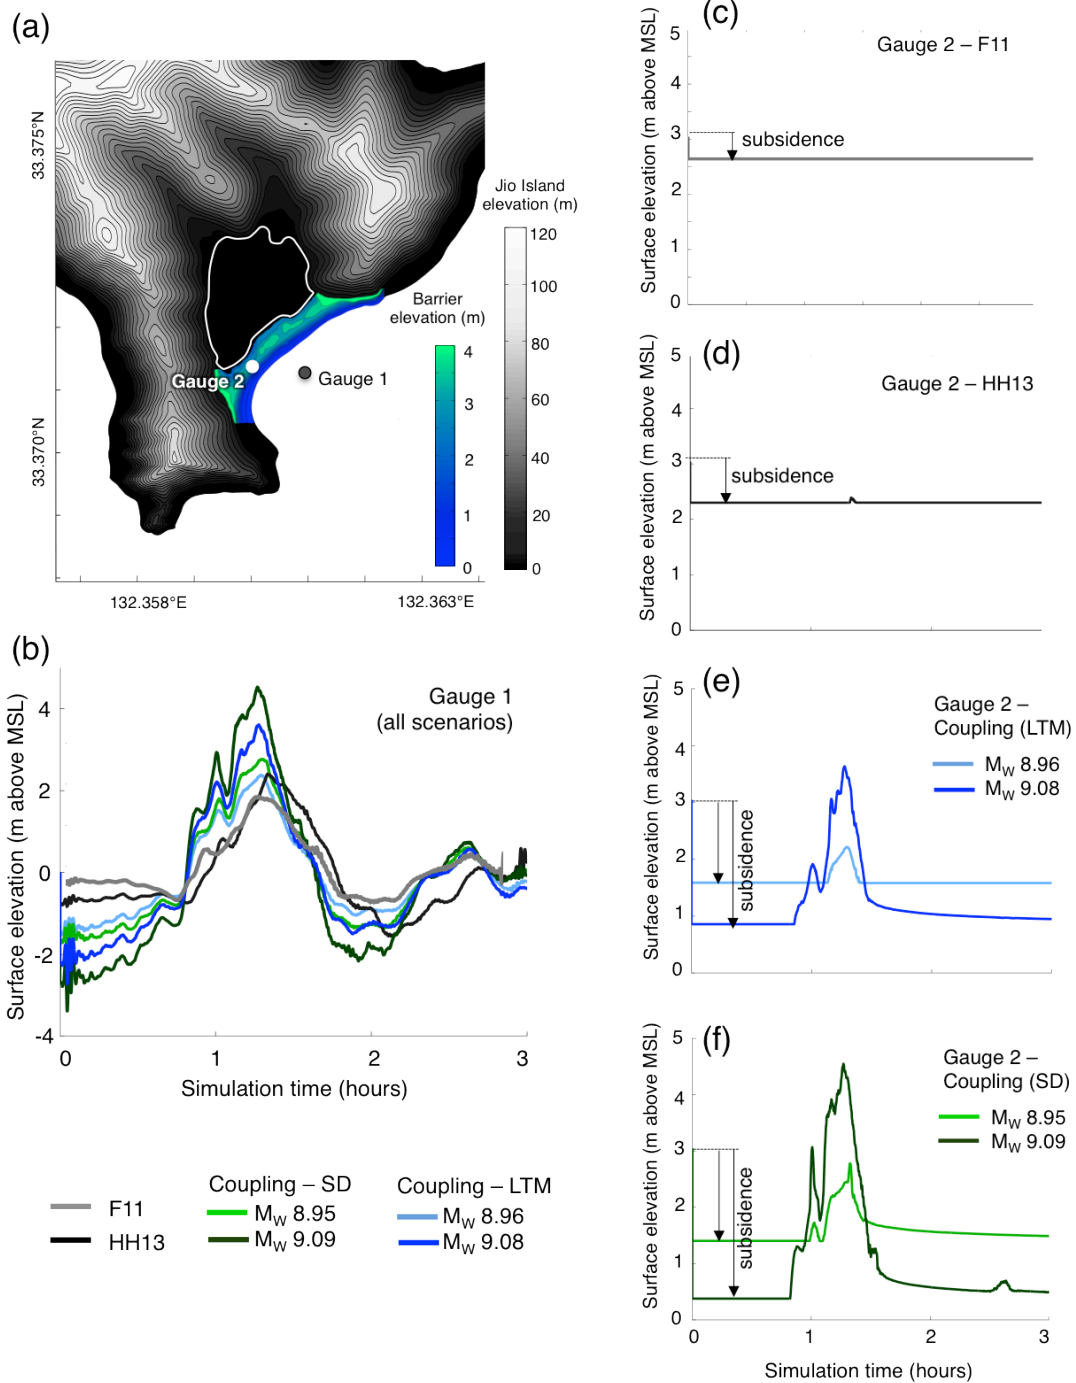 (a)
33.375°N
33.370°N
132.358°E
132.363°E
Gauge 2
Gauge 1
Barrier
elevation (m)
4
3
2
1
0
Jio Island
elevation (m)
120
100
80
60
40
20
0
(b)
Gauge 1
(all scenarios)
Surface elevation (m above MSL)
4
2
0
-2
-4
0
1
2
3
Simulation time (hours)
F11
HH13
Coupling – SD
MW 8.95
MW 9.09
Coupling – LTM
MW 8.96
MW 9.08
(c)
Gauge 2 – F11
Surface elevation (m above MSL)
5
4
3
2
1
0
subsidence
(d)
Gauge 2 – HH13
Surface elevation (m above MSL)
5
4
3
2
1
0
subsidence
(e)
Gauge 2 –
Coupling (LTM)
MW 8.96
MW 9.08
Surface elevation (m above MSL)
5
4
3
2
1
0
subsidence
(f)
Gauge 2 –
Coupling (SD)
MW 8.95
MW 9.09
Surface elevation (m above MSL)
5
4
3
2
1
0
subsidence
0
1
2
3
Simulation time (hours)